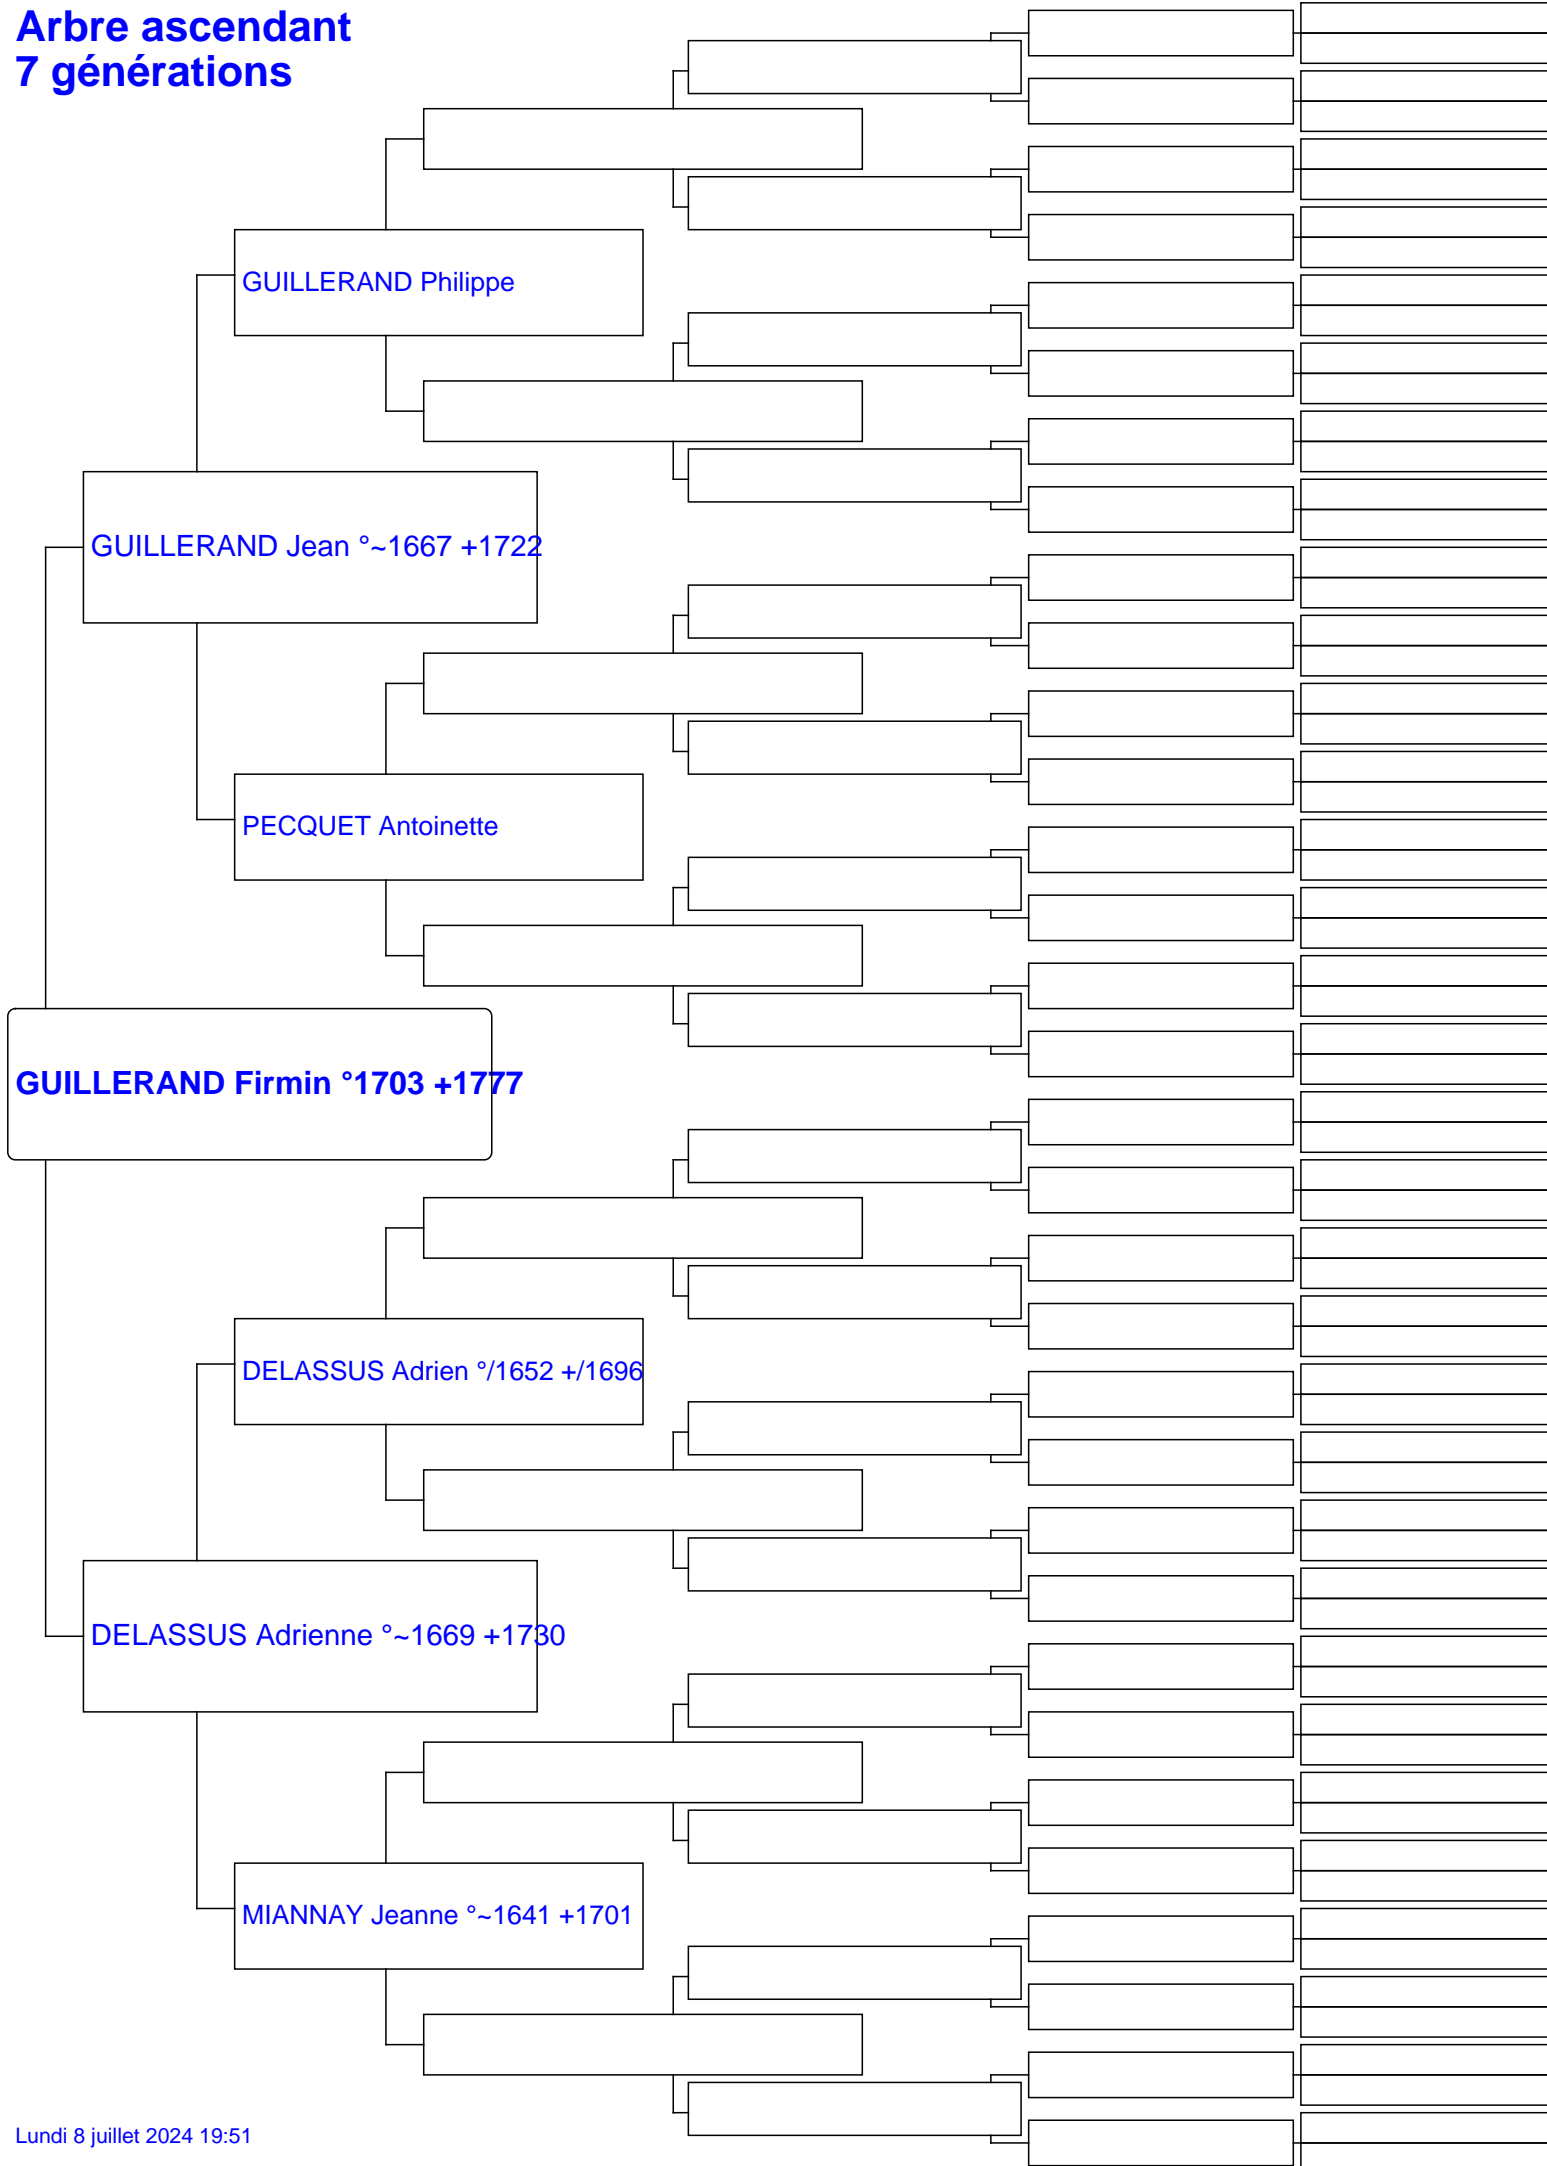 Arbre ascendant
7 générations
GUILLERAND Philippe
GUILLERAND Jean °~1667 +1722
PECQUET Antoinette
GUILLERAND Firmin °1703 +1777
DELASSUS Adrien °/1652 +/1696
DELASSUS Adrienne °~1669 +1730
MIANNAY Jeanne °~1641 +1701
Lundi 8 juillet 2024 19:51